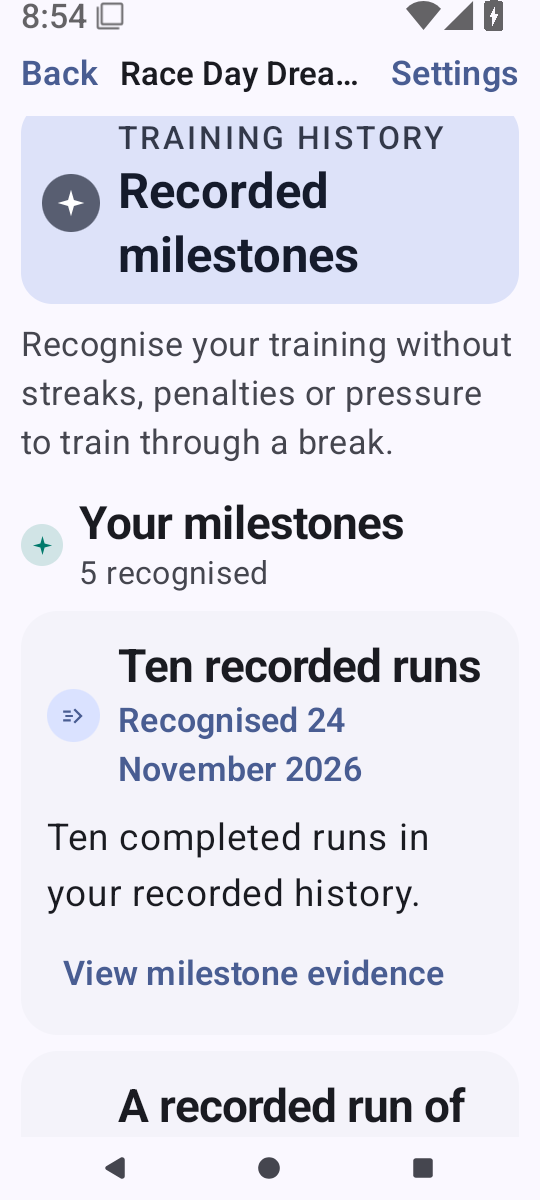 8:54
Back Race Day Drea... Settings
TRAINING HISTORY
Recorded
milestones
Recognise your training without
streaks, penalties or pressure
to train through a break.
Your milestones
5 recognised
Ten recorded runs
Recognised 24
November 2026
Ten completed runs in
your recorded history.
View milestone evidence
A recorded run of